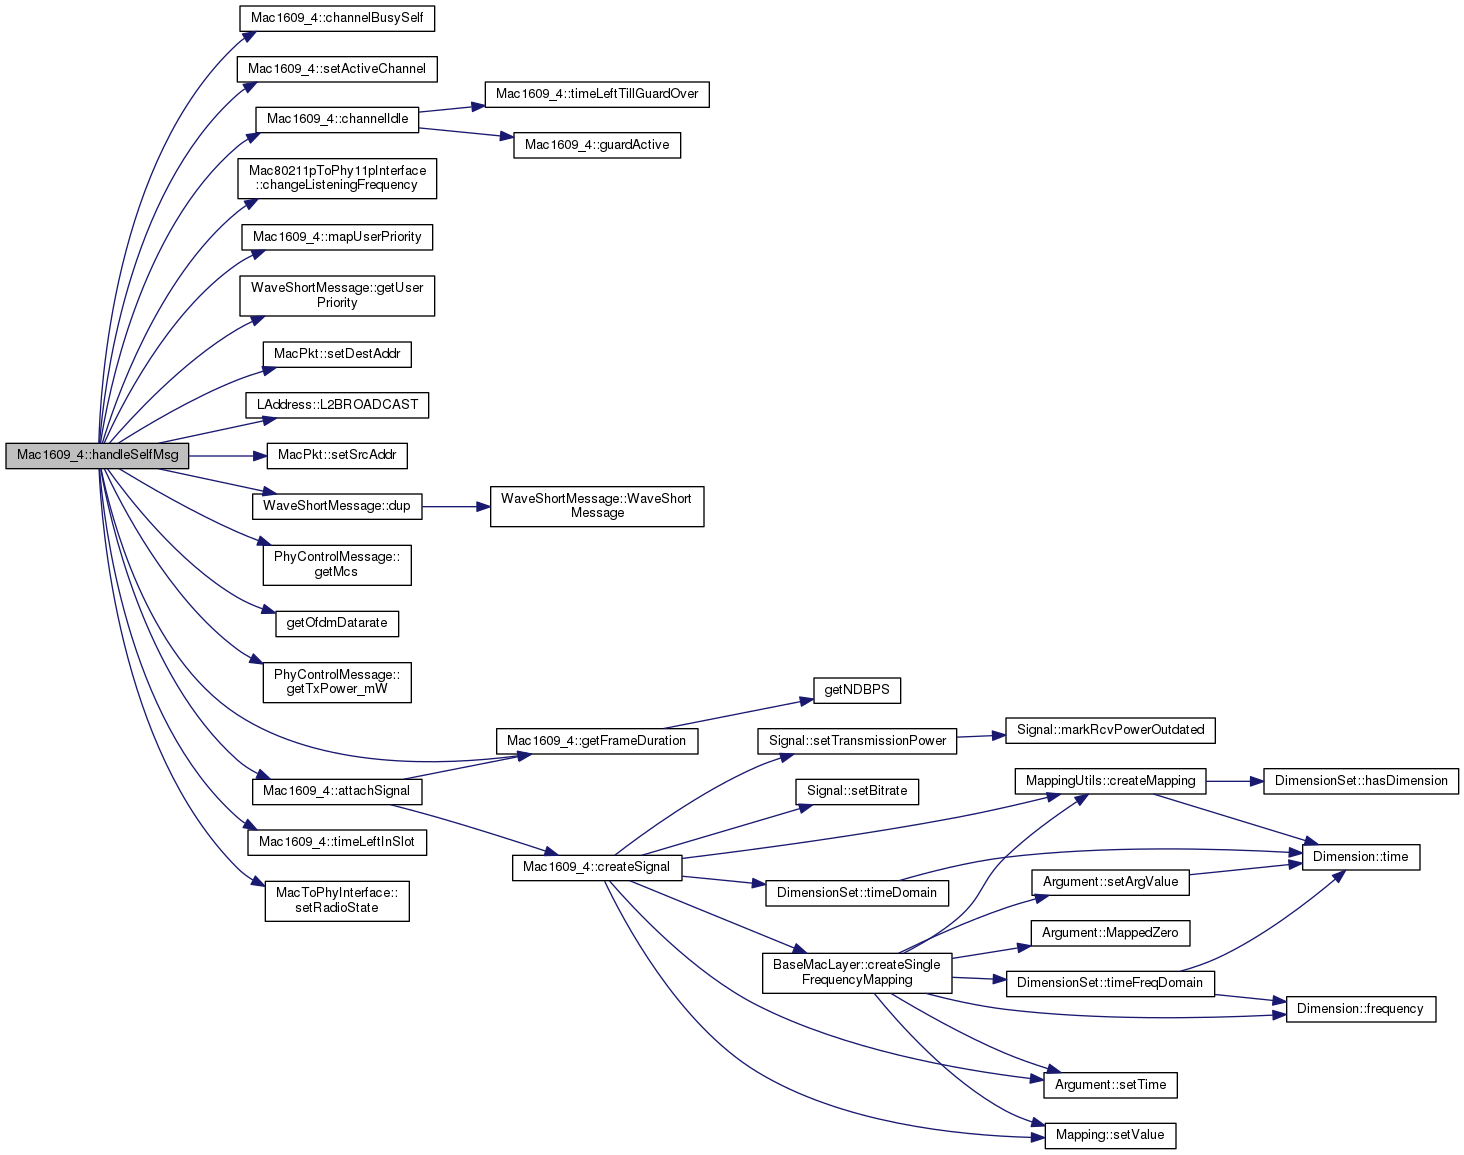 Mac1609_4::channelBusySelf
Mac1609_4::setActiveChannel
Mac1609_4::timeLeftTillGuardOver
Mac1609_4::channelIdle
Mac1609_4::guardActive
Mac80211pToPhy11pInterface
::changeListeningFrequency
Mac1609_4::mapUserPriority
WaveShortMessage::getUser
Priority
MacPkt::setDestAddr
LAddress::L2BROADCAST
Mac1609_4::handleSelfMsg
MacPkt::setSrcAddr
WaveShortMessage::dup
WaveShortMessage::WaveShort
Message
PhyControlMessage::
getMcs
getOfdmDatarate
PhyControlMessage::
getTxPower_mW
getNDBPS
Mac1609_4::getFrameDuration
Signal::setTransmissionPower
Signal::markRcvPowerOutdated
Mac1609_4::attachSignal
Signal::setBitrate
MappingUtils::createMapping
DimensionSet::hasDimension
Mac1609_4::timeLeftInSlot
Mac1609_4::createSignal
Dimension::time
MacToPhyInterface::
setRadioState
DimensionSet::timeDomain
Argument::setArgValue
Argument::MappedZero
BaseMacLayer::createSingle
FrequencyMapping
DimensionSet::timeFreqDomain
Dimension::frequency
Argument::setTime
Mapping::setValue